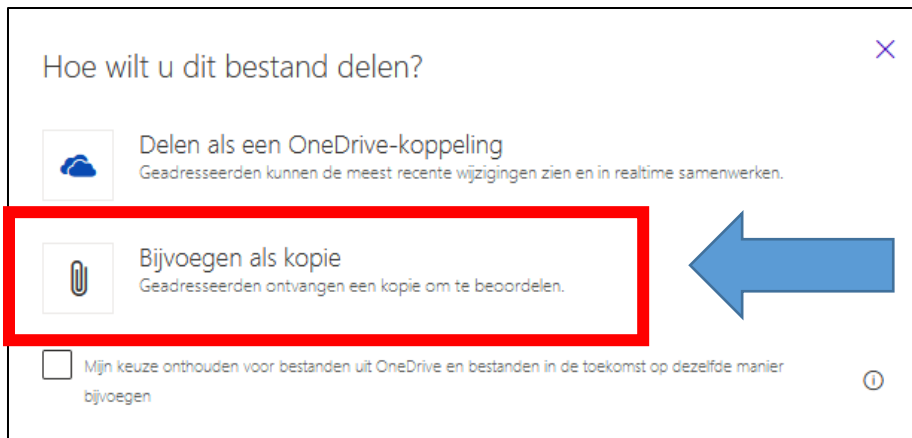 Hoe wilt u dit bestand delen?
Delen als een OneDrive-koppeling
Geadresseerden kunnen de meest recente wijzigingen zien en in realtime samenwerken.
Bijvoegen als kopie
Geadresseerden ontvangen een kopie om te beoordelen.
Mijn keuze onthouden voor bestanden uit OneDrive en bestanden in de toekomst op dezelfde manier
bijvoegen